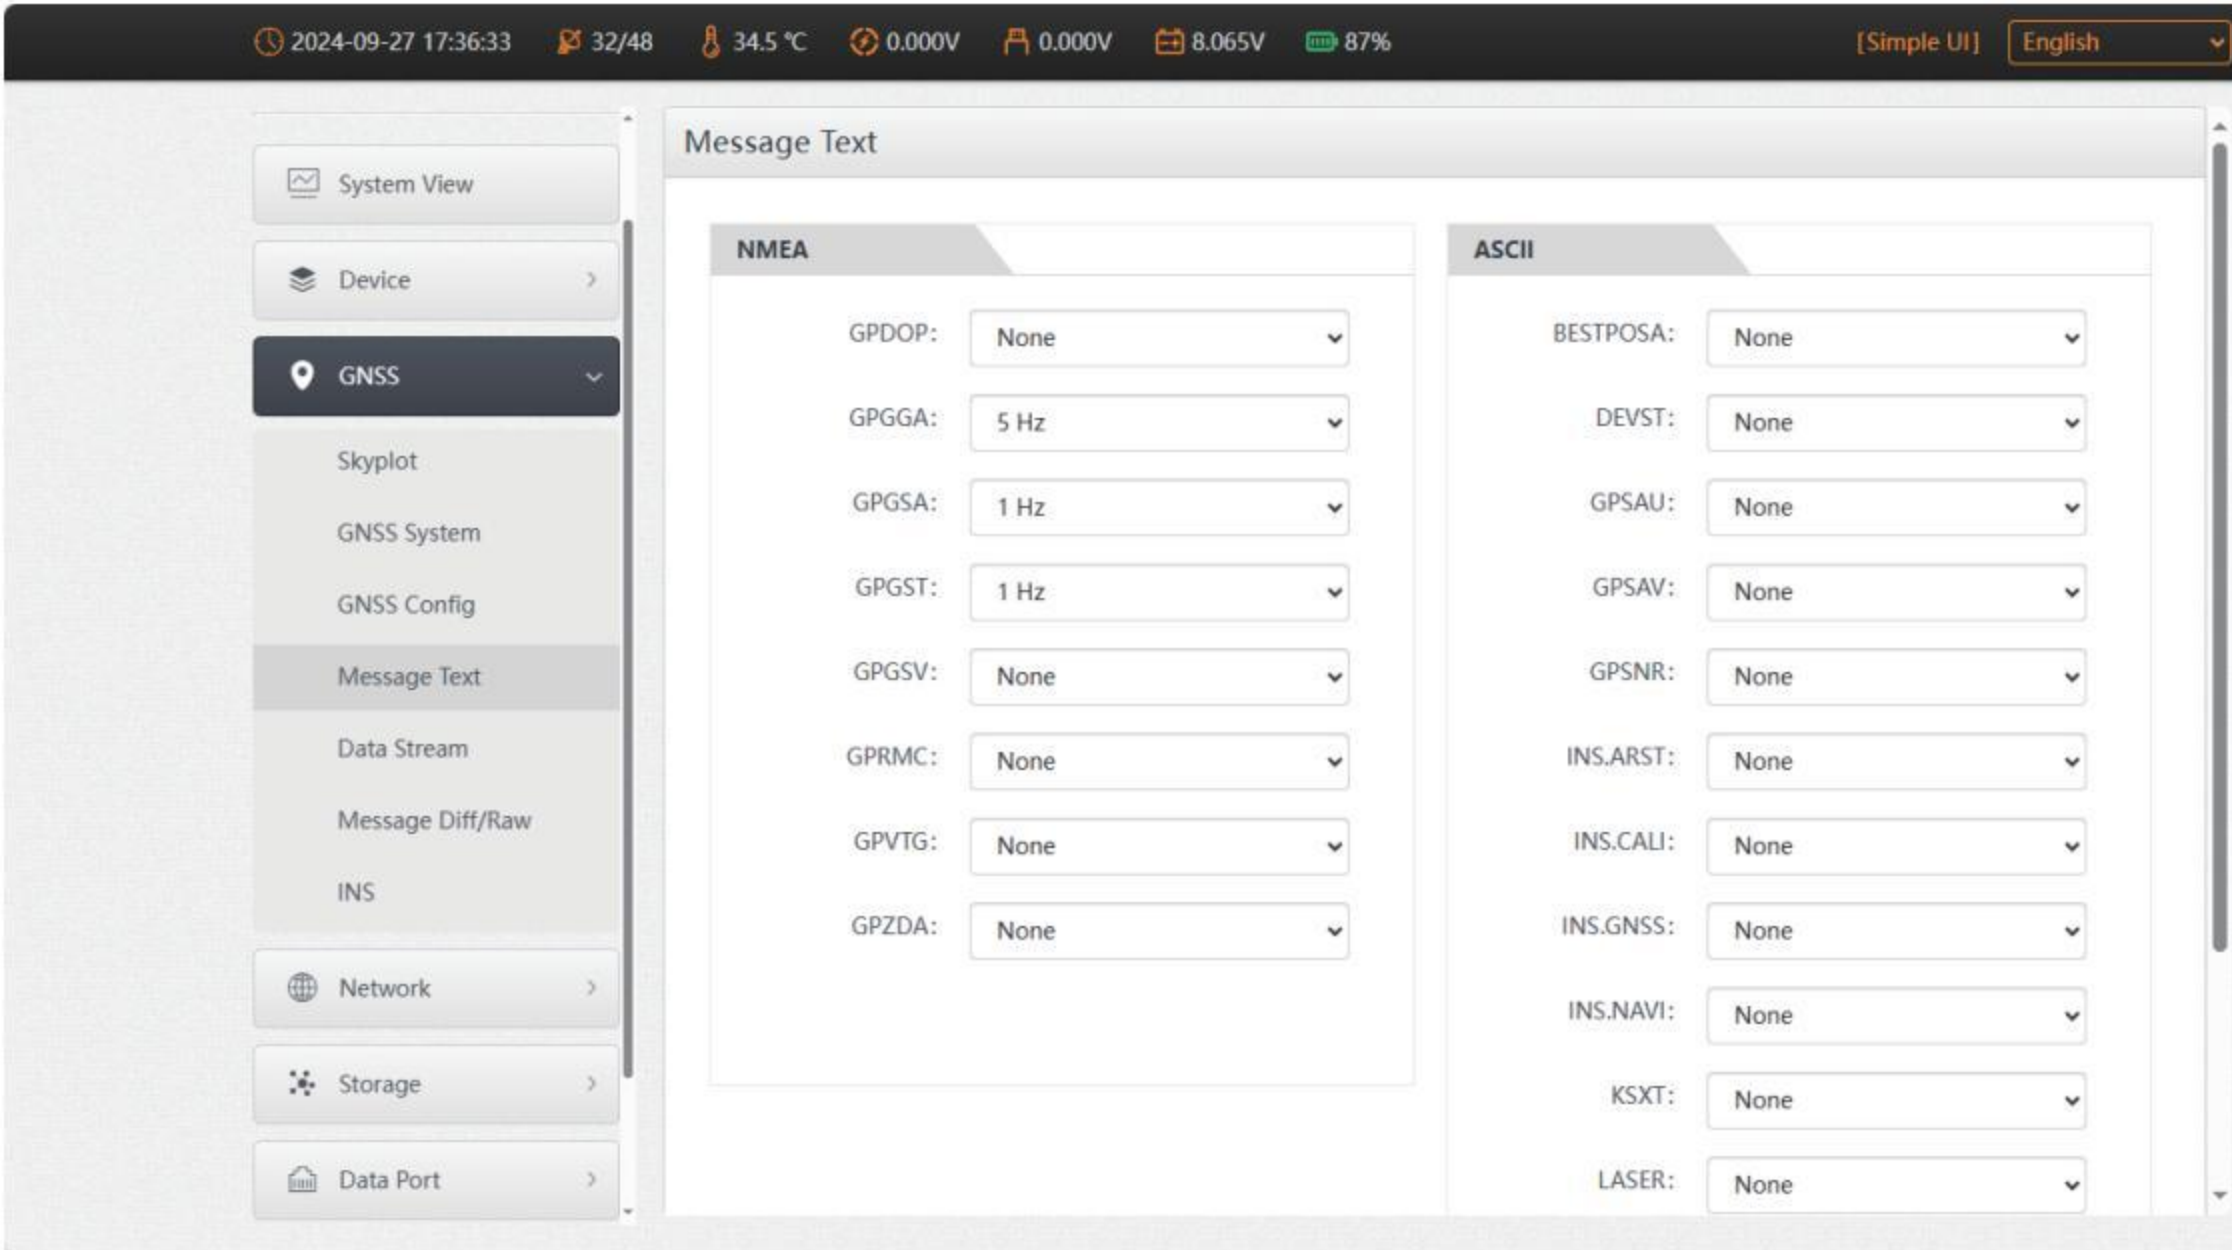 2024-09-27 17:36:33 32/48 34.5 ℃ 0.000V 0.000V 8.065V 87% [Simple UI] English
System View
Device
GNSS
Skyplot
GNSS System
GNSS Config
Message Text
Data Stream
Message Diff/Raw
INS
Network
Storage
Data Port
Message Text
NMEA
GPDOP: None
GPGGA: 5 Hz
GPGSA: 1 Hz
GPGST: 1 Hz
GPGSV: None
GPRMC: None
GPVTG: None
GPZDA: None
ASCII
BESTPOSA: None
DEVST: None
GPSAU: None
GPSAV: None
GPSNR: None
INS.ARST: None
INS.CALI: None
INS.GNSS: None
INS.NAVI: None
KSXT: None
LASER: None